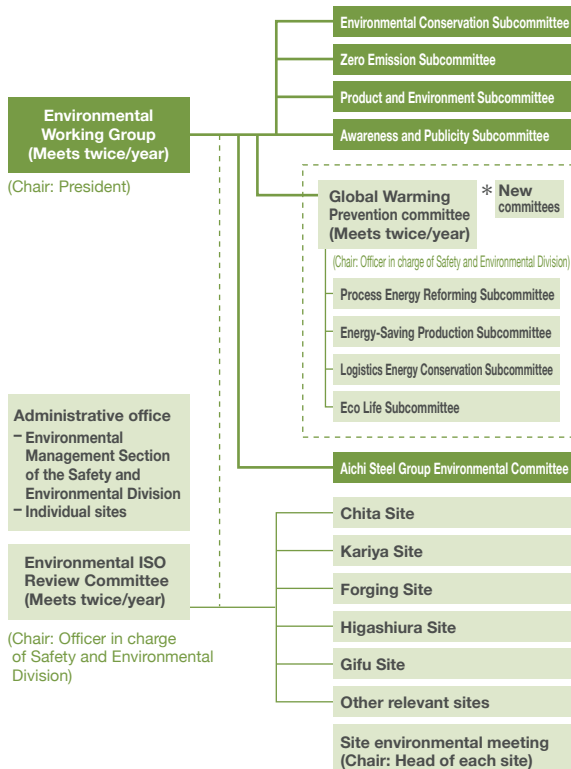 Environmental
Working Group
(Meets twice/year)
(Chair: President)
Environmental Conservation Subcommittee
Zero Emission Subcommittee
Product and Environment Subcommittee
Awareness and Publicity Subcommittee
Global Warming
Prevention committee
(Meets twice/year)
* New
committees
(Chair: Officer in charge of Safety and Environmental Division)
Process Energy Reforming Subcommittee
Energy-Saving Production Subcommittee
Logistics Energy Conservation Subcommittee
Eco Life Subcommittee
Aichi Steel Group Environmental Committee
Administrative office
– Environmental
Management Section
of the Safety and
Environmental Division
– Individual sites
Environmental ISO
Review Committee
(Meets twice/year)
(Chair: Officer in charge
of Safety and Environmental
Division)
Chita Site
Kariya Site
Forging Site
Higashiura Site
Gifu Site
Other relevant sites
Site environmental meeting
(Chair: Head of each site)